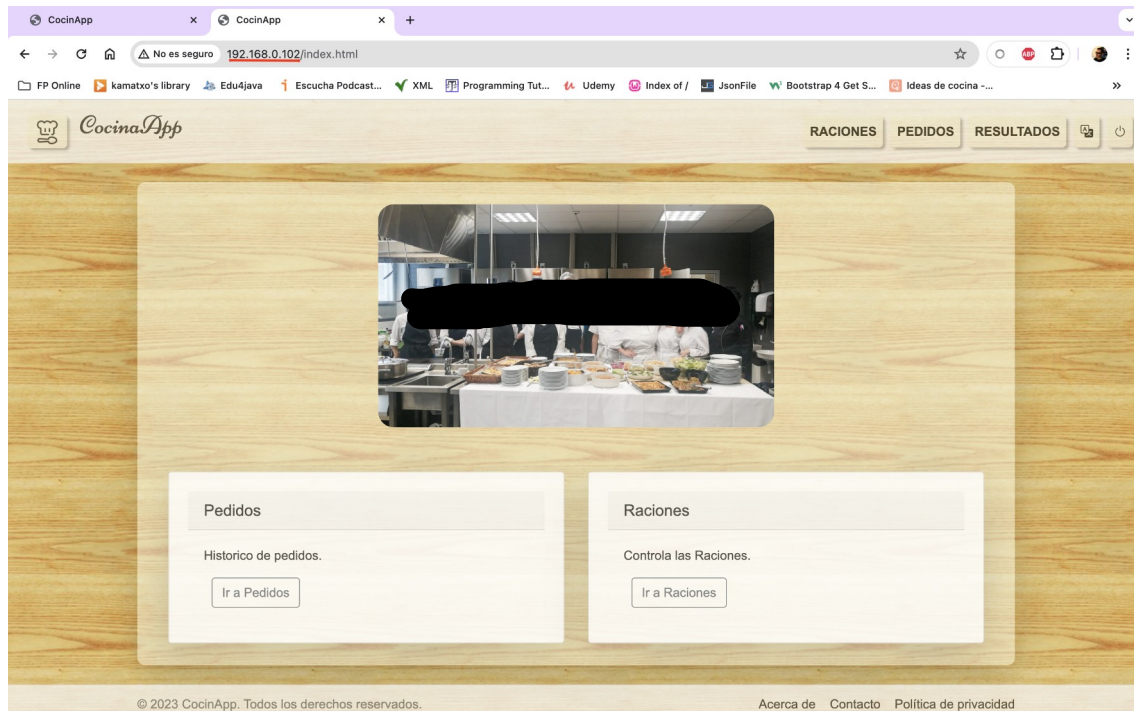 CocinApp
CocinApp
No es seguro 192.168.0.102/index.html
ABP
FP Online kamatxo's library Edu4java Escucha Podcast... XML Programming Tut... Udemy Index of / JsonFile Bootstrap 4 Get S... Ideas de cocina -...
CocinaApp RACIONES PEDIDOS RESULTADOS
Pedidos
Historico de pedidos.
Ir a Pedidos
Raciones
Controla las Raciones.
Ir a Raciones
© 2023 CocinApp. Todos los derechos reservados. Acerca de Contacto Política de privacidad